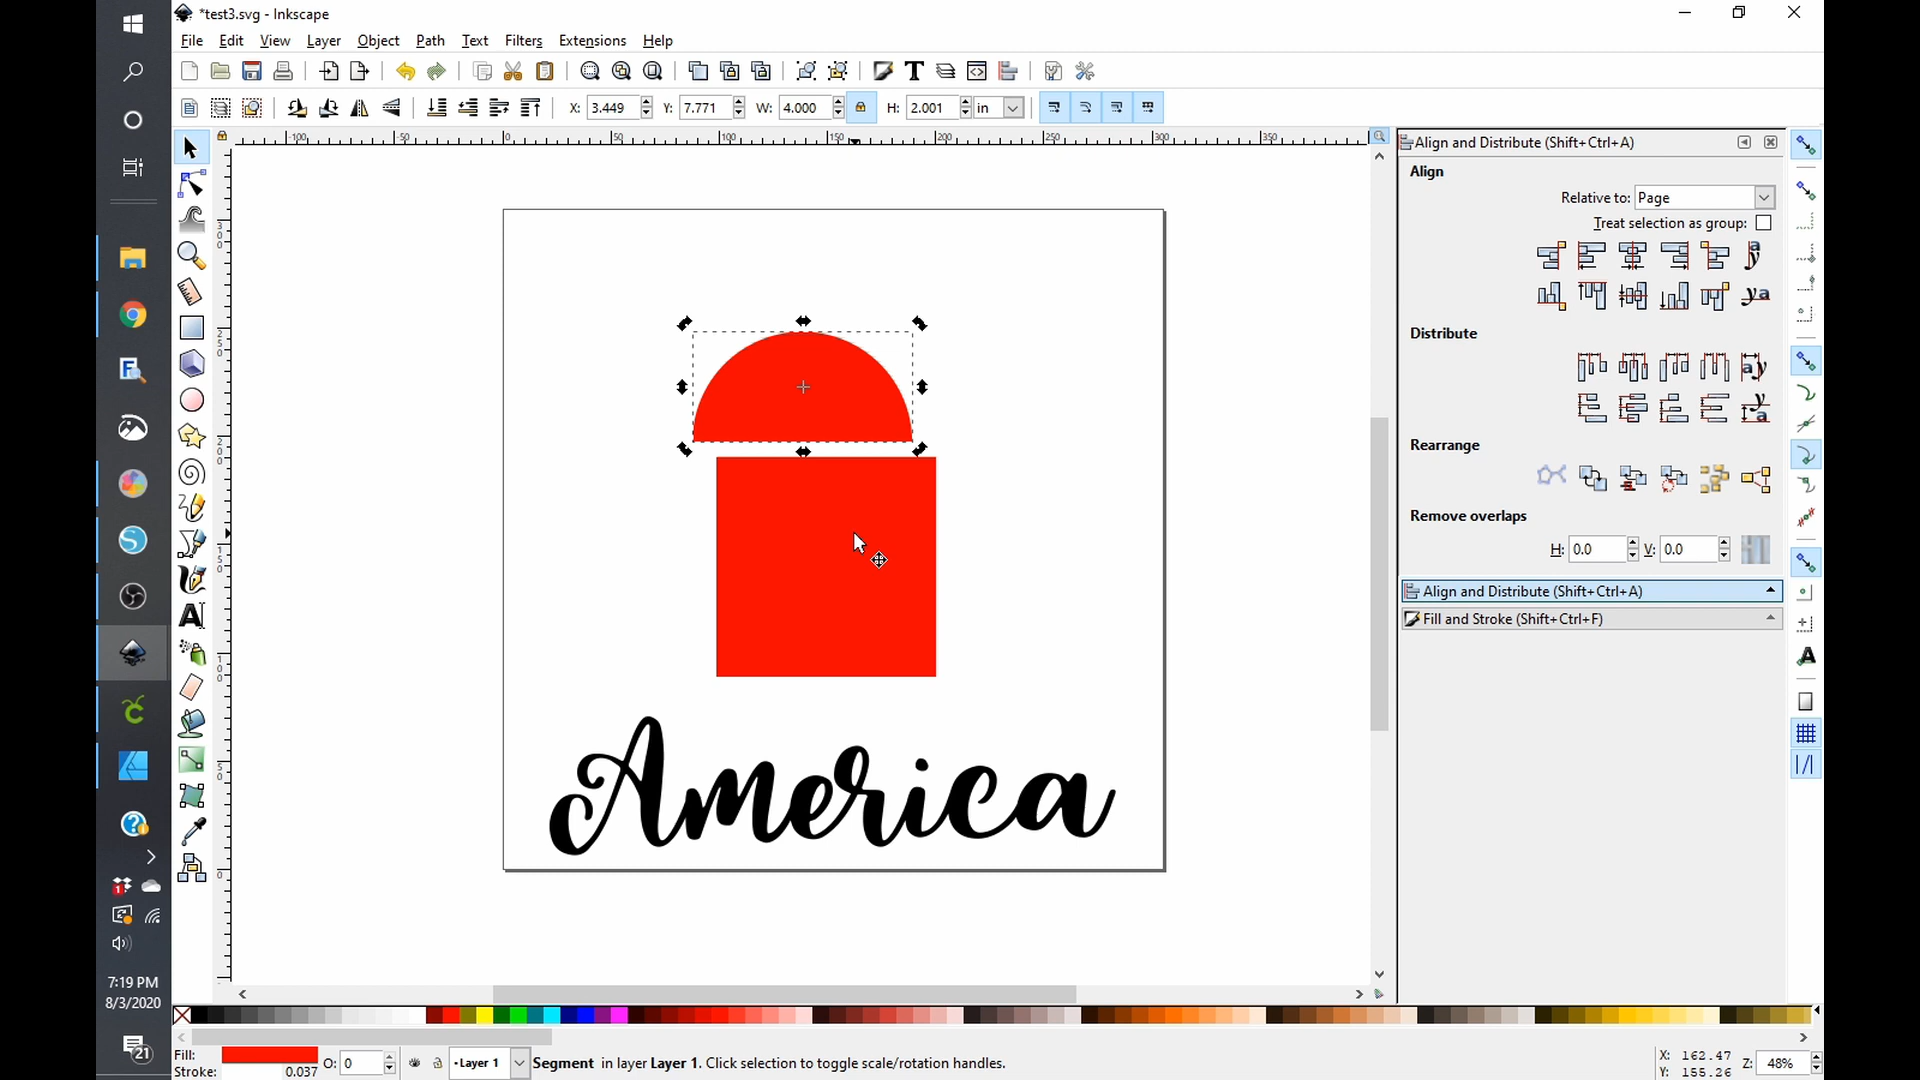 *test3.svg - Inkscape
File Edit View Layer Object Path Text Filters Extensions Help
X: 3.449 Y: 7.771 W: 4.000 H: 2.001 in
Align and Distribute (Shift+Ctrl+A)
Align
Relative to: Page
Treat selection as group:
Distribute
Rearrange
Remove overlaps
H: 0.0 V: 0.0
Align and Distribute (Shift+Ctrl+A)
Fill and Stroke (Shift+Ctrl+F)
America
7:19 PM
8/3/2020
21
Fill:
Stroke: 0.037 O: 0
•Layer 1
Segment in layer Layer 1. Click selection to toggle scale/rotation handles.
X: 162.47
Y: 155.26
Z: 48%